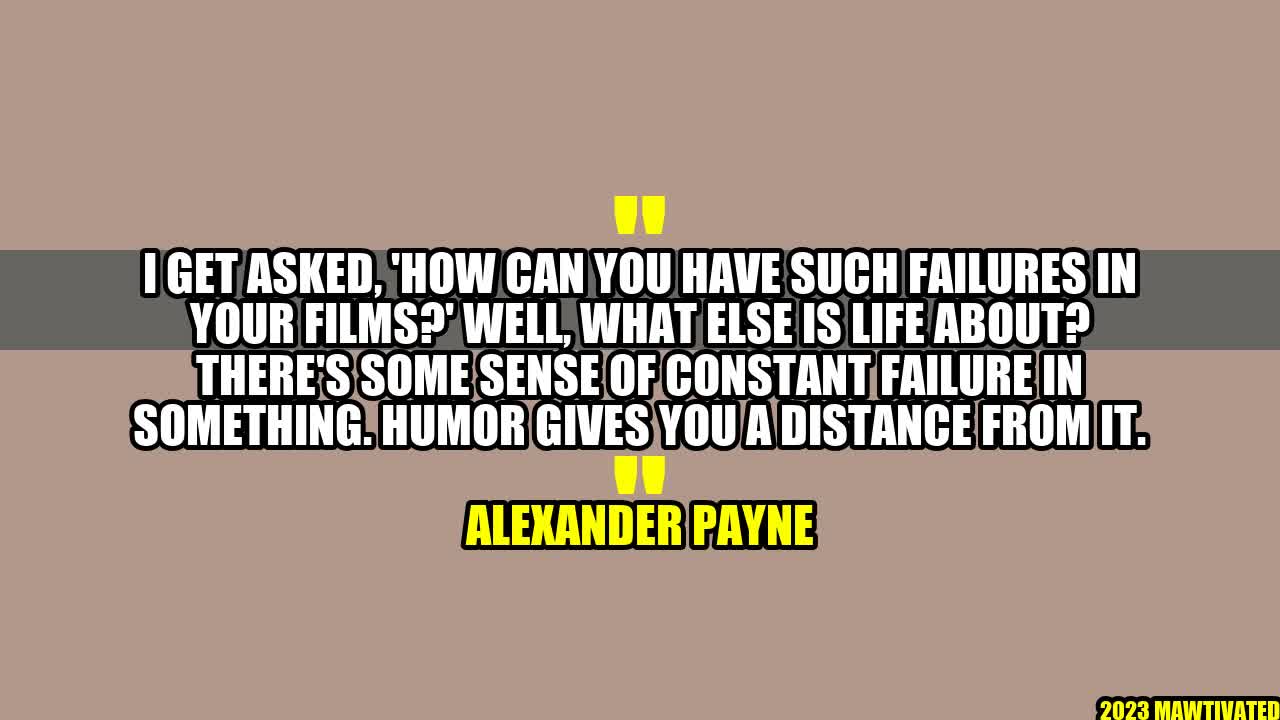 "
I GET ASKED, 'HOW CAN YOU HAVE SUCH FAILURES IN
YOUR FILMS?' WELL, WHAT ELSE IS LIFE ABOUT?
THERE'S SOME SENSE OF CONSTANT FAILURE IN
SOMETHING. HUMOR GIVES YOU A DISTANCE FROM IT.
"
ALEXANDER PAYNE
2023 MAWTIVATED